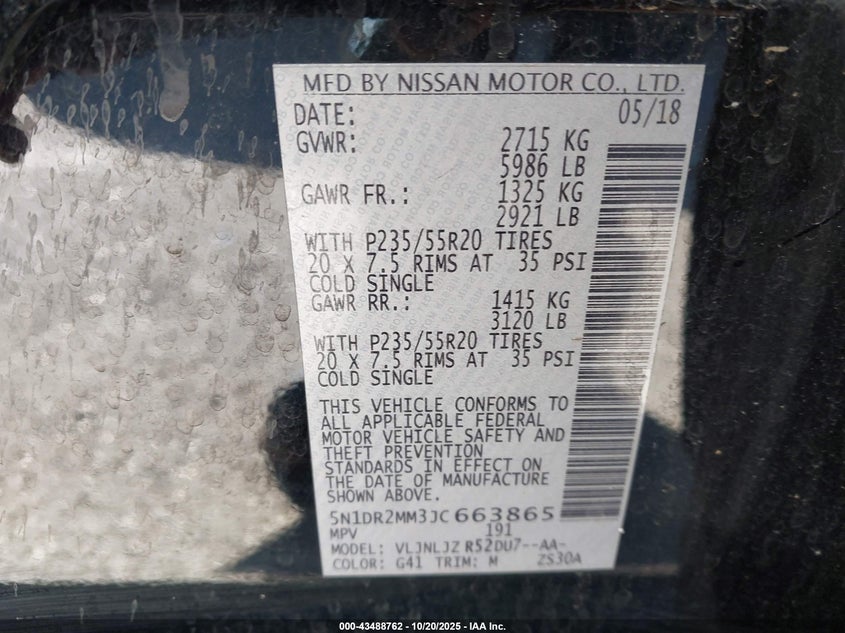 MFD BY NISSAN MOTOR CO., LTD.
DATE: 05/18
GVWR: 2715 KG
5986 LB
GAWR FR.: 1325 KG
2921 LB
WITH P235/55R20 TIRES
20 X 7.5 RIMS AT 35 PSI
COLD SINGLE
GAWR RR.: 1415 KG
3120 LB
WITH P235/55R20 TIRES
20 X 7.5 RIMS AT 35 PSI
COLD SINGLE
THIS VEHICLE CONFORMS TO
ALL APPLICABLE FEDERAL
MOTOR VEHICLE SAFETY AND
THEFT PREVENTION
STANDARDS IN EFFECT ON
THE DATE OF MANUFACTURE
SHOWN ABOVE.
5N1DR2MM3JC663865
MPV 191
MODEL: VLJNLJZ R52DU7--AA-
COLOR: G41 TRIM: M ZS30A
000-43488762 - 10/20/2025 - IAA Inc.